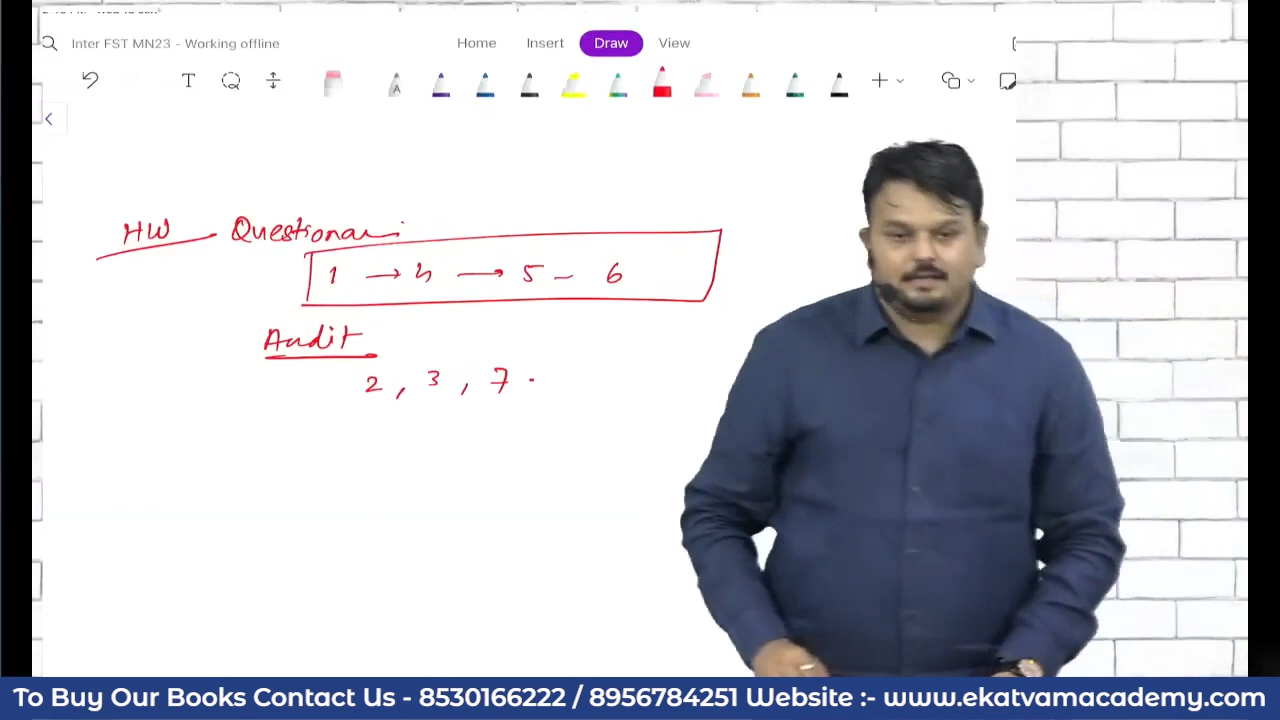 Inter FST MN23 - Working offline
Home Insert Draw View
T A
HW Questionari
1 → 4 → 5 - 6
Audit
2 , 3 , 7 .
To Buy Our Books Contact Us - 8530166222 / 8956784251 Website :- www.ekatvamacademy.com